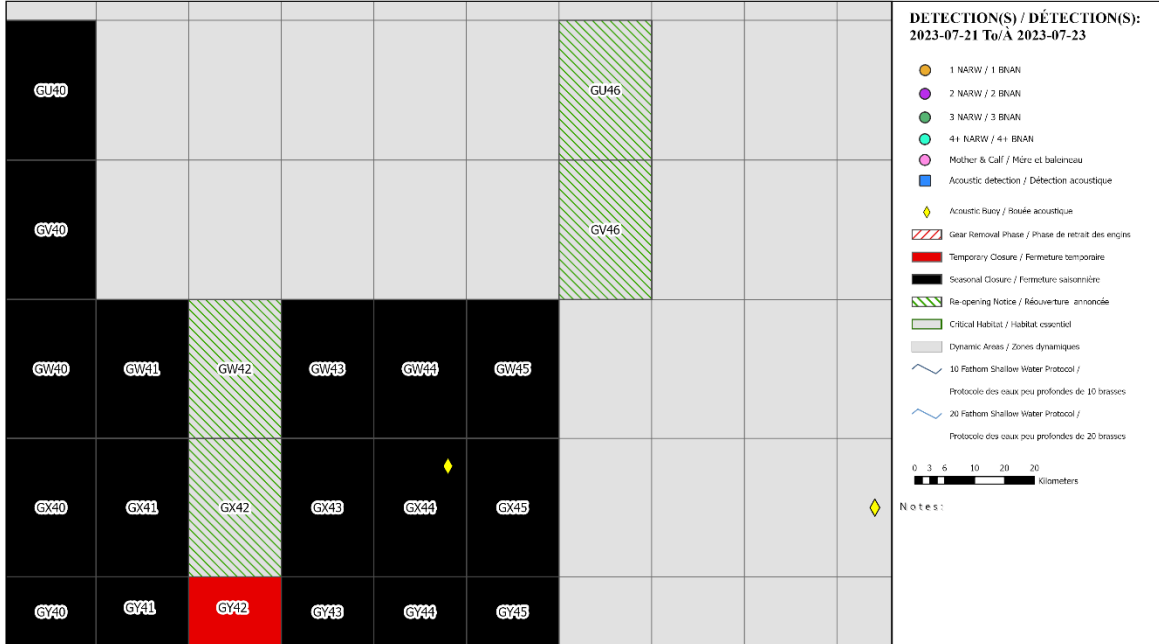 DETECTION(S) / DÉTECTION(S):
2023-07-21 To/À 2023-07-23
1 NARW / 1 BNAN
2 NARW / 2 BNAN
3 NARW / 3 BNAN
4+ NARW / 4+ BNAN
Mother & Calf / Mère et baleineau
Acoustic detection / Détection acoustique
Acoustic Buoy / Bouée acoustique
Gear Removal Phase / Phase de retrait des engins
Temporary Closure / Fermeture temporaire
Seasonal Closure / Fermeture saisonnière
Re-opening Notice / Réouverture annoncée
Critical Habitat / Habitat essentiel
Dynamic Areas / Zones dynamiques
10 Fathom Shallow Water Protocol /
Protocole des eaux peu profondes de 10 brasses
20 Fathom Shallow Water Protocol /
Protocole des eaux peu profondes de 20 brasses
0 3 6 10 20 20
Kilometers
Notes:
GU40 GU46
GV40 GV46
GW40 GW41 GW42 GW43 GW44 GW45
GX40 GX41 GX42 GX43 GX44 GX45
GY40 GY41 GY42 GY43 GY44 GY45